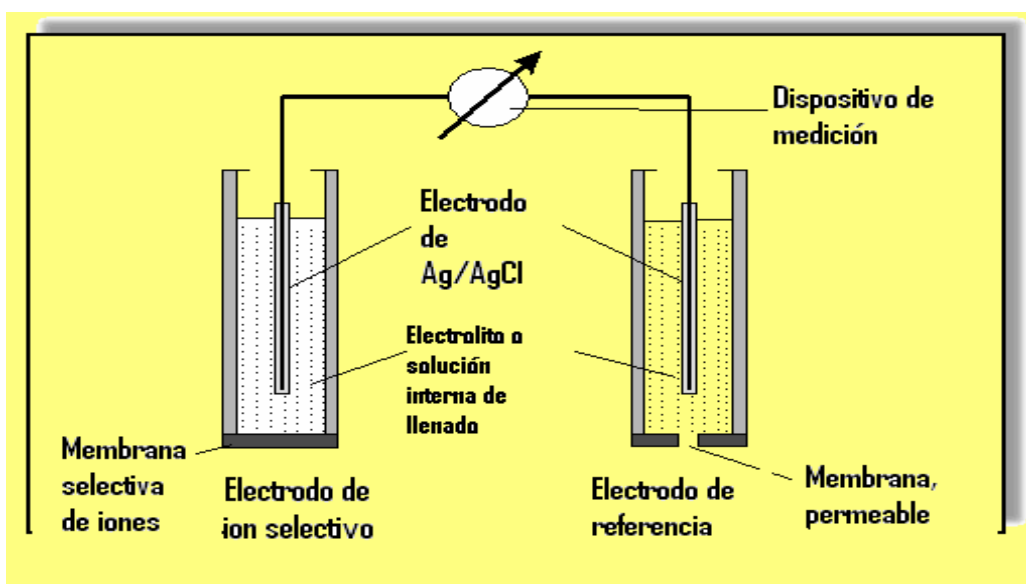 Dispositivo de
medición
Electrodo
de
Ag/AgCl
Electrolito o
solución
interna de
llenado
Membrana
selectiva
de iones
Electrodo de
ion selectivo
Electrodo de
referencia
Membrana,
permeable